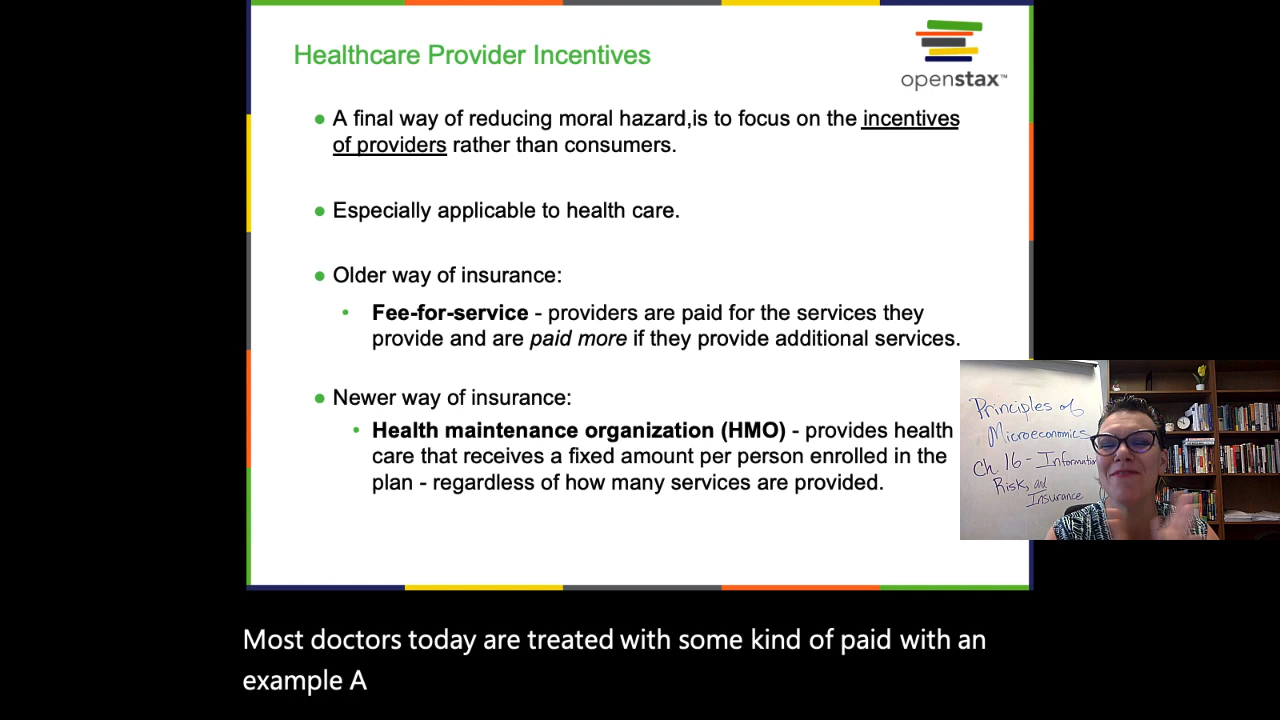 Healthcare Provider Incentives
openstax™
● A final way of reducing moral hazard,is to focus on the incentives
of providers rather than consumers.
● Especially applicable to health care.
● Older way of insurance:
• Fee-for-service - providers are paid for the services they
provide and are paid more if they provide additional services.
● Newer way of insurance:
• Health maintenance organization (HMO) - provides health
care that receives a fixed amount per person enrolled in the
plan - regardless of how many services are provided.
Principles of
Microeconomics
Ch 16 - Information
Risk, and
Insurance
Most doctors today are treated with some kind of paid with an
example A